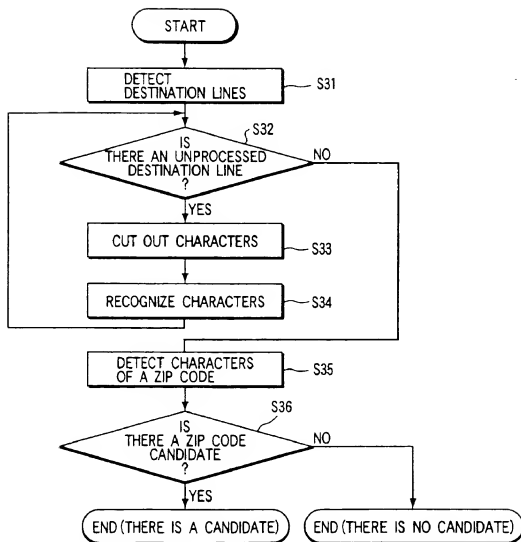 START
DETECT
DESTINATION LINES
S31
S32
IS
THERE AN UNPROCESSED
DESTINATION LINE
?
NO
YES
CUT OUT CHARACTERS
S33
RECOGNIZE CHARACTERS
S34
DETECT CHARACTERS
OF A ZIP CODE
S35
S36
IS
THERE A ZIP CODE
CANDIDATE
?
NO
YES
END (THERE IS A CANDIDATE)
END (THERE IS NO CANDIDATE)